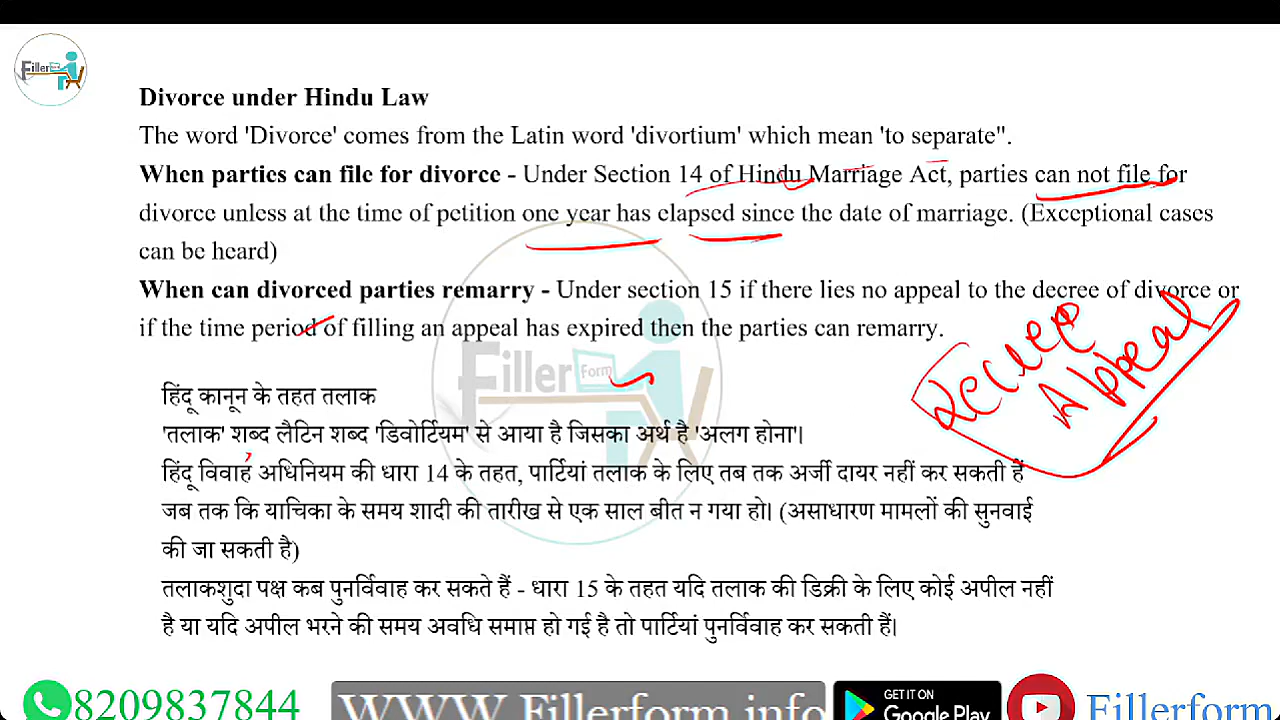 Filler Form
Divorce under Hindu Law
The word 'Divorce' comes from the Latin word 'divortium' which mean 'to separate".
When parties can file for divorce - Under Section 14 of Hindu Marriage Act, parties can not file for
divorce unless at the time of petition one year has elapsed since the date of marriage. (Exceptional cases
can be heard)
When can divorced parties remarry - Under section 15 if there lies no appeal to the decree of divorce or
if the time period of filling an appeal has expired then the parties can remarry.
Decree
Appeal
Filler Form
हिंदू कानून के तहत तलाक
'तलाक' शब्द लैटिन शब्द 'डिवोर्टियम' से आया है जिसका अर्थ है 'अलग होना'।
हिंदू विवाह अधिनियम की धारा 14 के तहत, पार्टियां तलाक के लिए तब तक अर्जी दायर नहीं कर सकती हैं
जब तक कि याचिका के समय शादी की तारीख से एक साल बीत न गया हो। (असाधारण मामलों की सुनवाई
की जा सकती है)
तलाकशुदा पक्ष कब पुनर्विवाह कर सकते हैं - धारा 15 के तहत यदि तलाक की डिक्री के लिए कोई अपील नहीं
है या यदि अपील भरने की समय अवधि समाप्त हो गई है तो पार्टियां पुनर्विवाह कर सकती हैं।
8209837844 WWW.Fillerform.info GET IT ON Google Play Fillerform